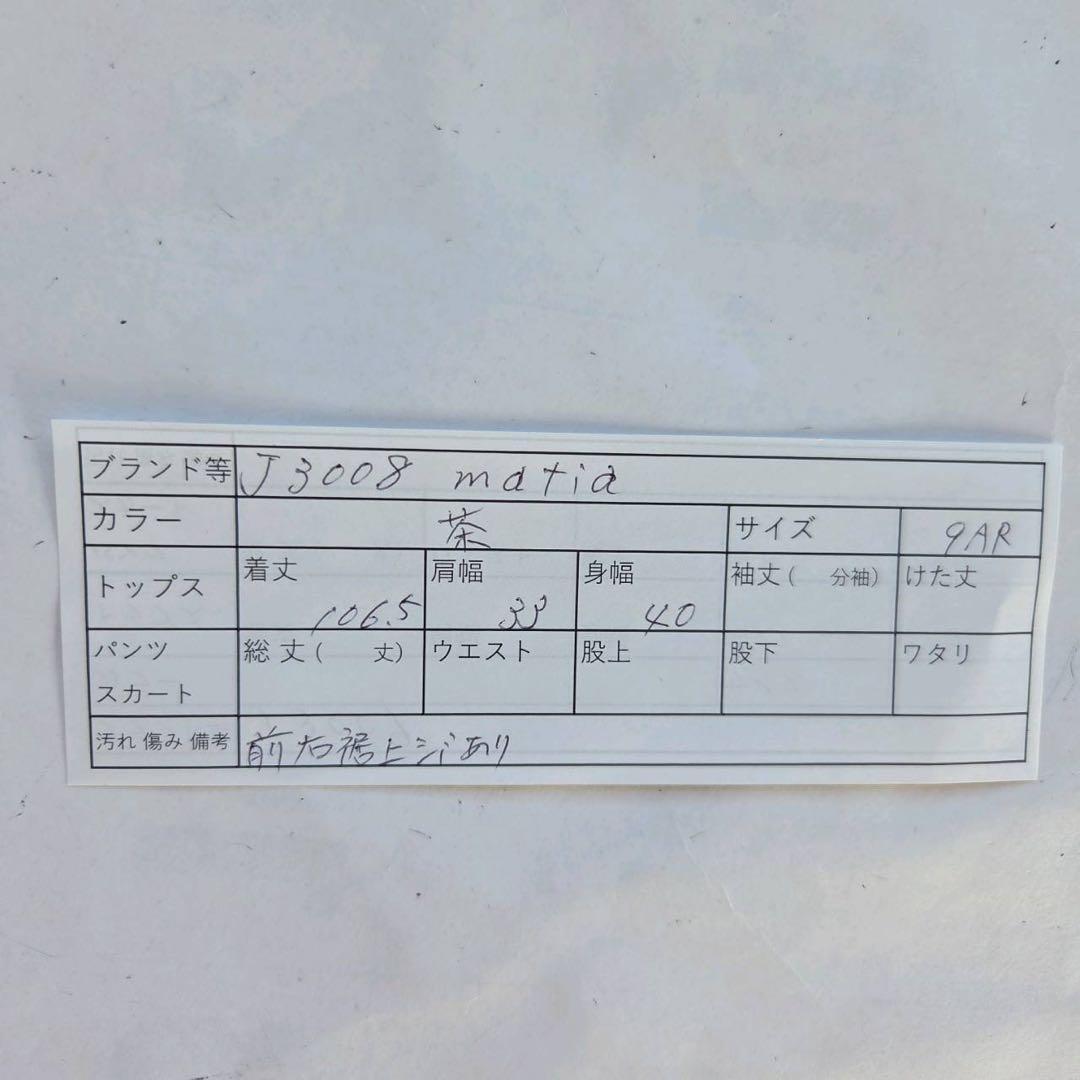 ブランド等 J3008 matia
カラー 茶 サイズ 9AR
トップス 着丈 106.5 肩幅 33 身幅 40 袖丈( 分袖) けた丈
パンツ スカート 総丈( 丈) ウエスト 股上 股下 ワタリ
汚れ 傷み 備考 前右裾上シミあり